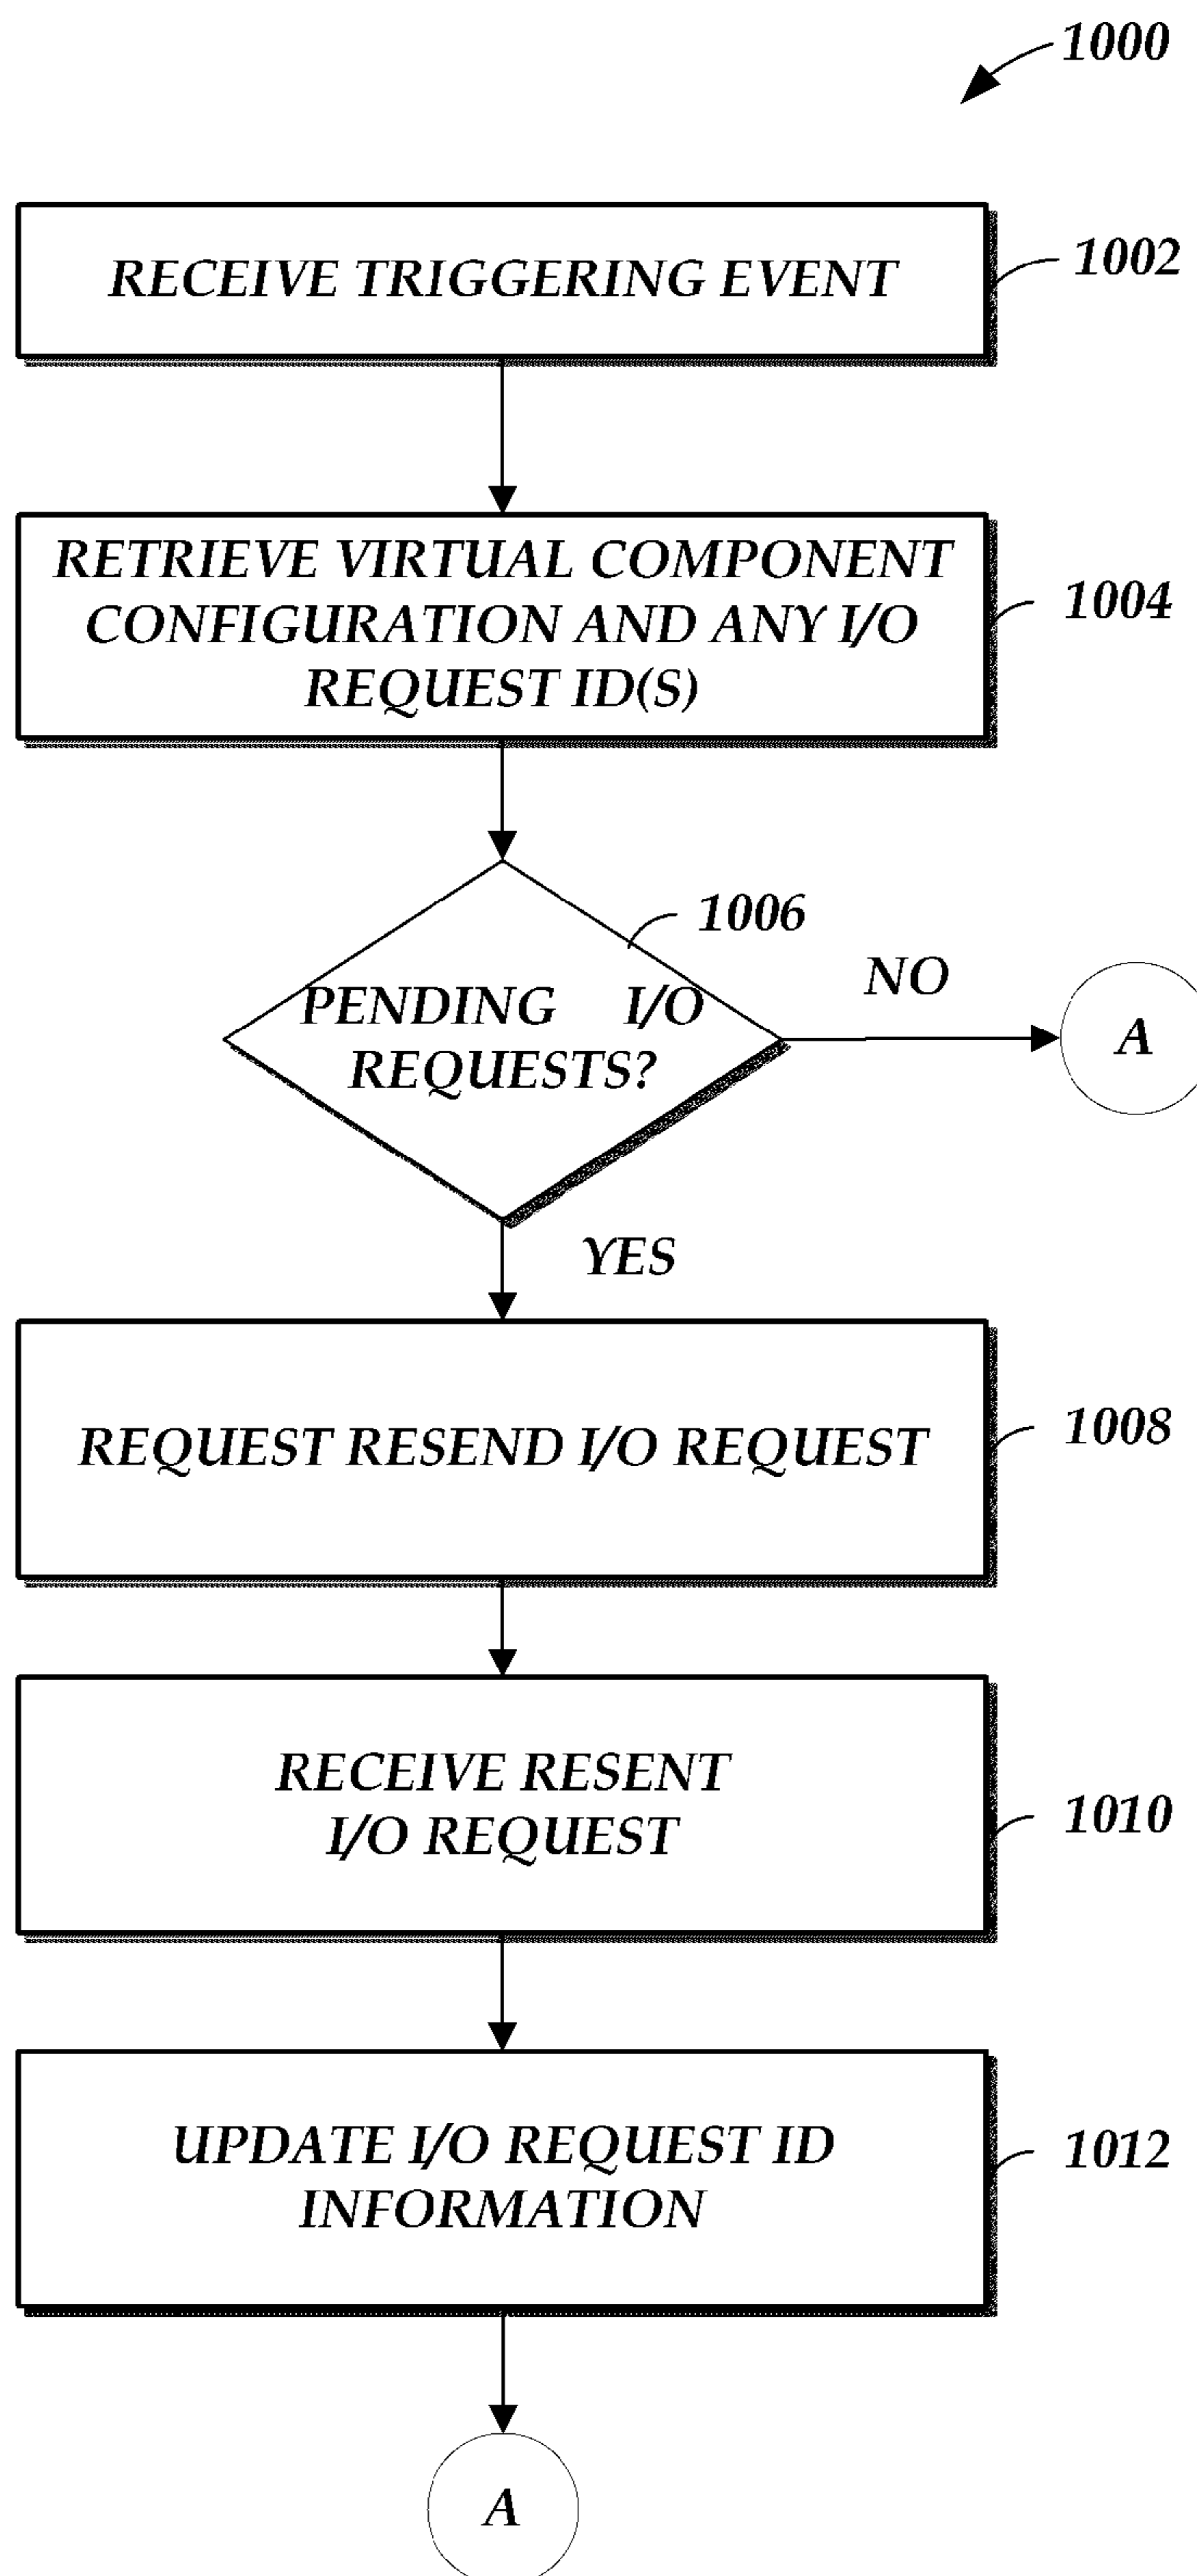 1000
RECEIVE TRIGGERING EVENT
1002
RETRIEVE VIRTUAL COMPONENT
CONFIGURATION AND ANY I/O
REQUEST ID(S)
1004
1006
PENDING I/O
REQUESTS?
NO
A
YES
REQUEST RESEND I/O REQUEST
1008
RECEIVE RESENT
I/O REQUEST
1010
UPDATE I/O REQUEST ID
INFORMATION
1012
A